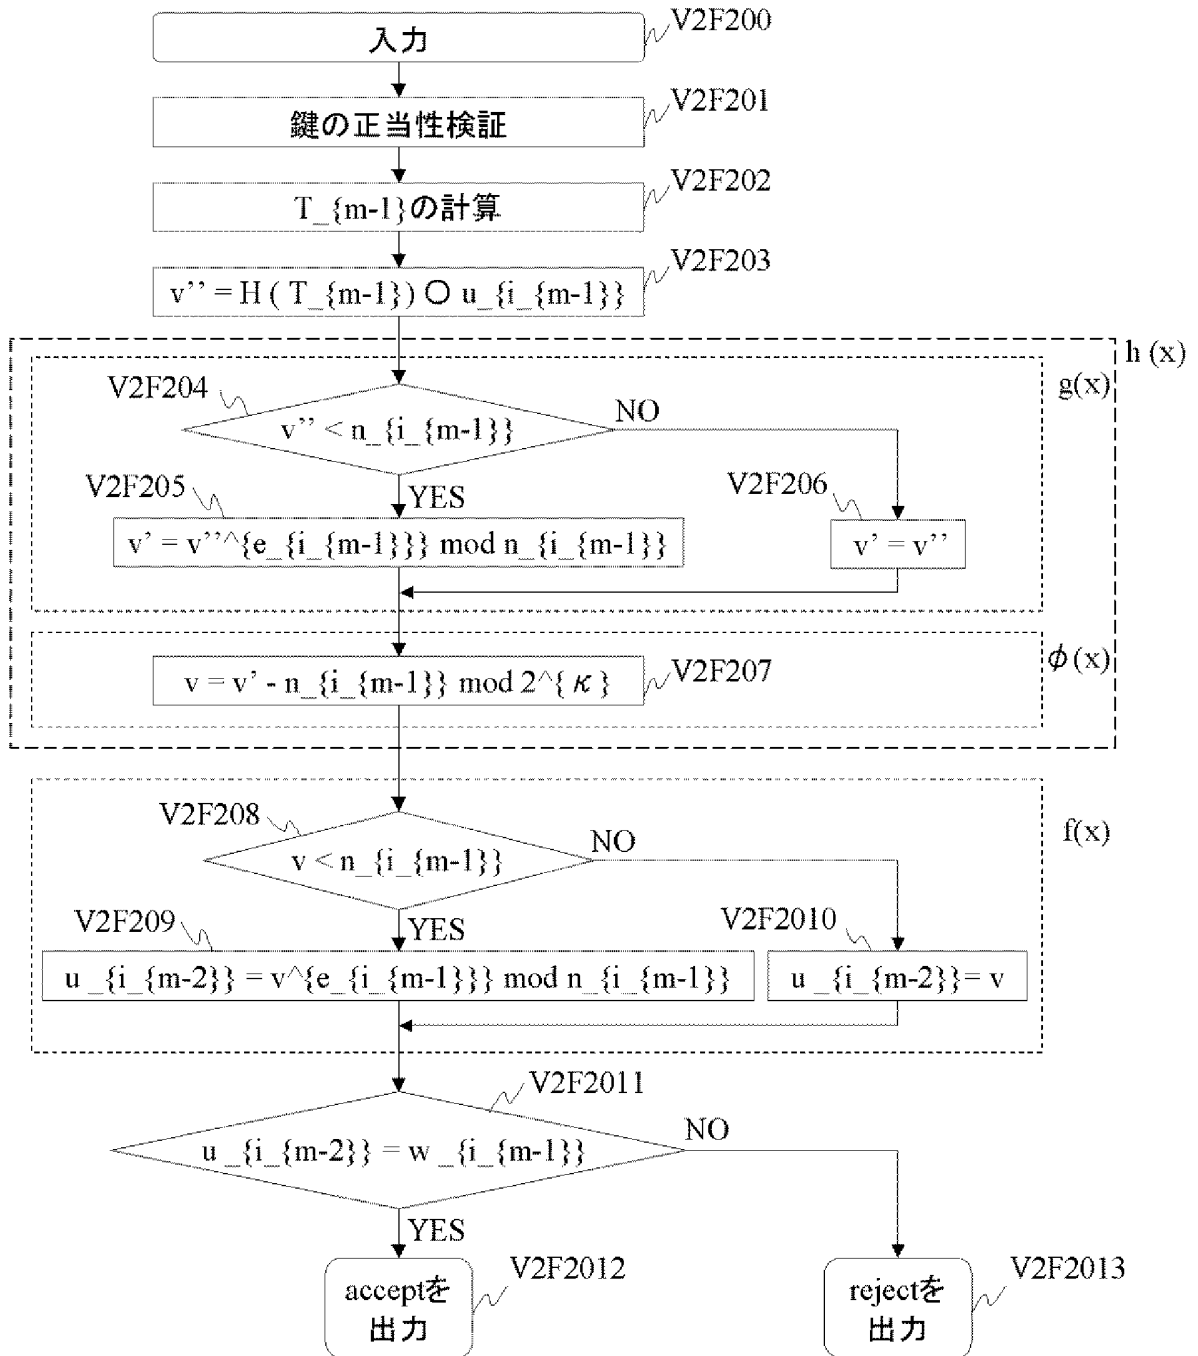 入力
V2F200
鍵の正当性検証
V2F201
T_{m-1}の計算
V2F202
v’’ = H ( T_{m-1}) 〇 u_{i_{m-1}}
V2F203
h (x)
g(x)
V2F204
v’’ < n_{i_{m-1}}
NO
YES
V2F205
v’ = v’’^{e_{i_{m-1}}} mod n_{i_{m-1}}
V2F206
v’ = v’’
ϕ(x)
v = v’ - n_{i_{m-1}} mod 2^{ κ }
V2F207
f(x)
V2F208
v < n_{i_{m-1}}
NO
YES
V2F209
u _{i_{m-2}} = v^{e_{i_{m-1}}} mod n_{i_{m-1}}
V2F2010
u _{i_{m-2}}= v
V2F2011
u _{i_{m-2}} = w _{i_{m-1}}
NO
YES
acceptを
出力
V2F2012
rejectを
出力
V2F2013